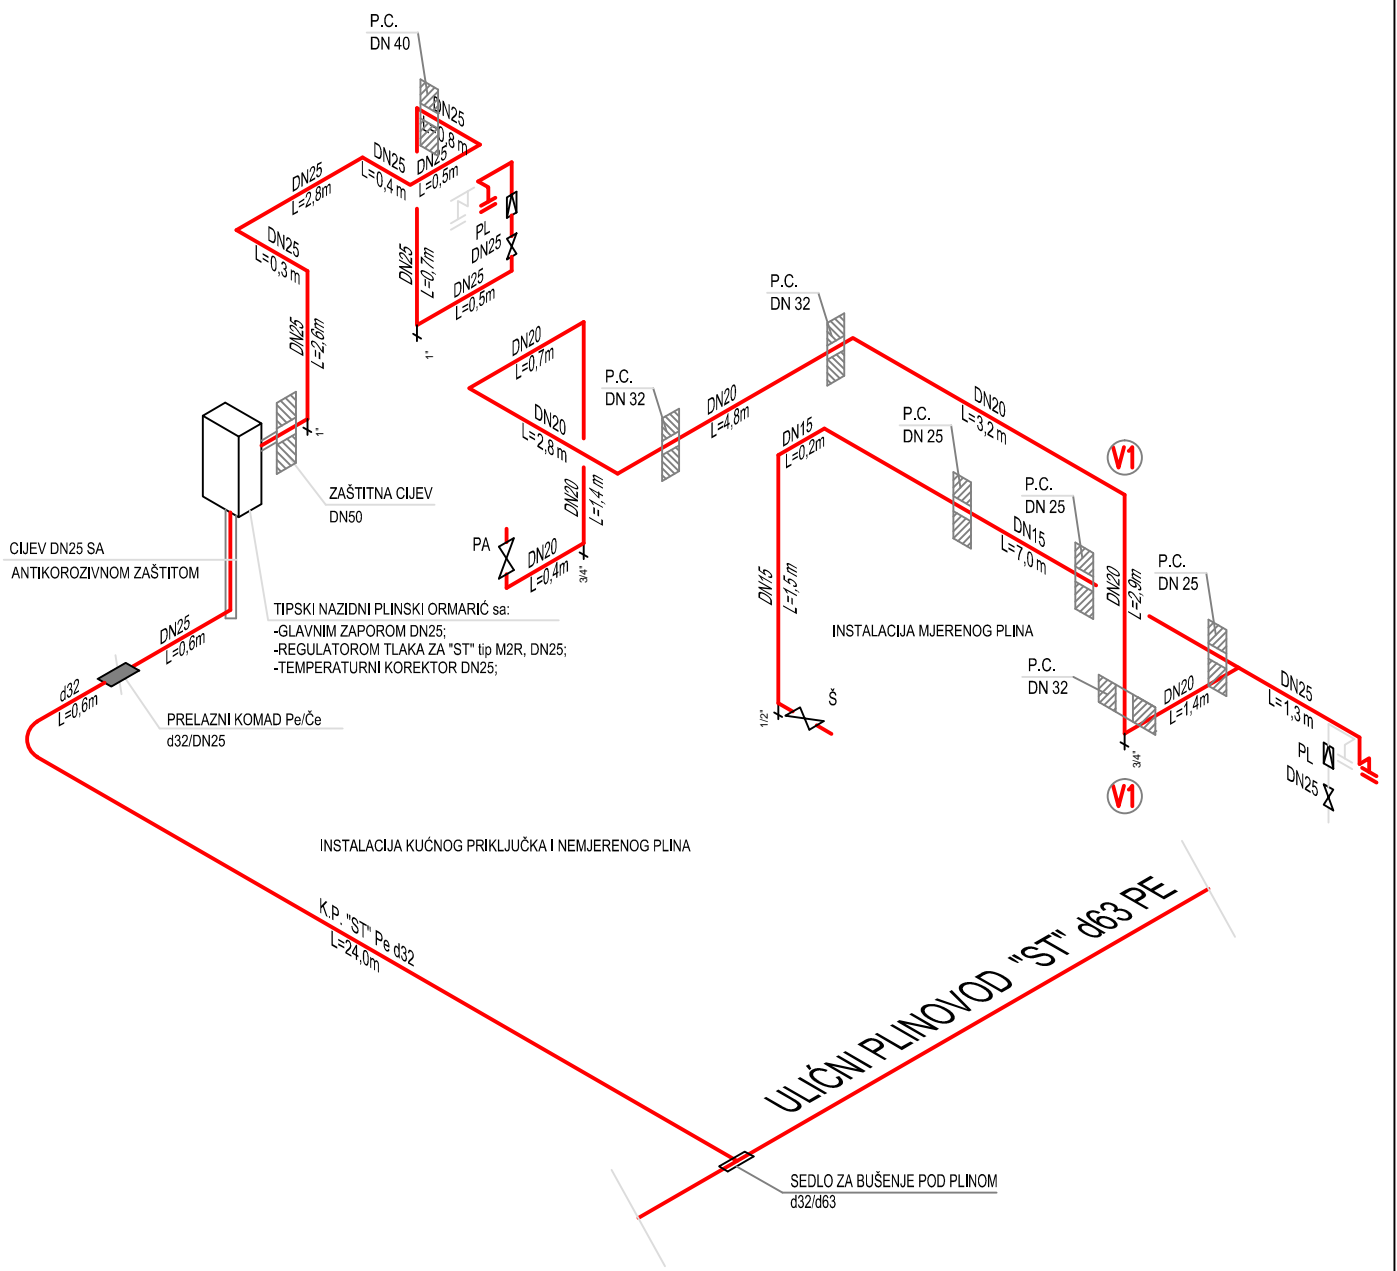 P.C.
DN 40
DN25
L=0,8 m
DN25
L=0,5m
DN25
L=0,4 m
DN25
L=2,8m
DN25
L=0,3 m
DN25
L=2,6m
1"
DN25
L=0,7m
PL
DN25
DN25
L=0,5m
1"
P.C.
DN 32
DN20
L=0,7m
DN20
L=2,8 m
P.C.
DN 32
DN20
L=4,8m
DN20
L=3,2 m
V1
DN15
L=0,2m
P.C.
DN 25
P.C.
DN 25
DN15
L=7,0 m
P.C.
DN 25
DN20
L=1,4 m
PA
DN20
L=0,4m
3/4"
DN15
L=1,5 m
DN20
L=2,9m
ZAŠTITNA CIJEV
DN50
CIJEV DN25 SA
ANTIKOROZIVNOM ZAŠTITOM
TIPSKI NAZIDNI PLINSKI ORMARIĆ sa:
-GLAVNIM ZAPOROM DN25;
-REGULATOROM TLAKA ZA "ST" tip M2R, DN25;
-TEMPERATURNI KOREKTOR DN25;
INSTALACIJA MJERENOG PLINA
DN25
L=0,6m
d32
L=0,6m
PRELAZNI KOMAD Pe/Če
d32/DN25
1/2"
Š
P.C.
DN 32
DN20
L=1,4m
DN25
L=1,3 m
3/4"
PL
DN25
V1
INSTALACIJA KUĆNOG PRIKLJUČKA I NEMJERENOG PLINA
K.P. "ST" Pe d32
L=24,0m
ULIĆNI PLINOVOD "ST" d63 PE
SEDLO ZA BUŠENJE POD PLINOM
d32/d63